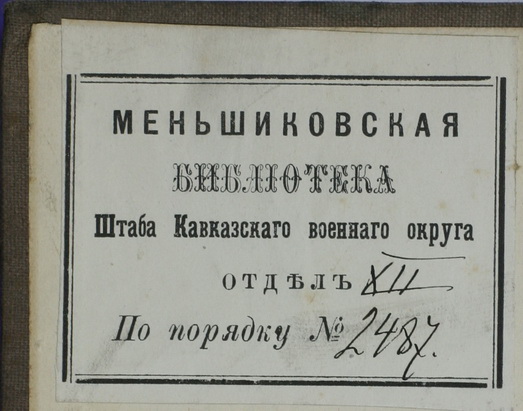 МЕНЬШИКОВСКАЯ
БИБЛІОТЕКА
Штаба Кавказскаго военнаго округа
ОТДѢЛЪ XII
По порядку № 2487.